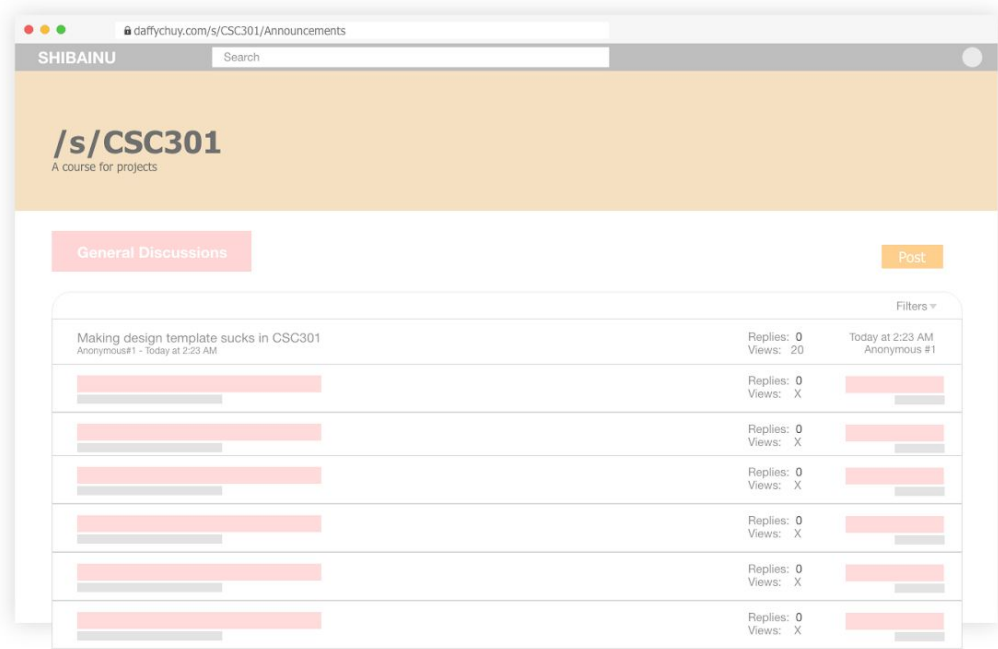 daffychuy.com/s/CSC301/Announcements
SHIBAINU Search
/s/CSC301
A course for projects
General Discussions
Post
Filters
Making design template sucks in CSC301
Anonymous#1 - Today at 2:23 AM
Replies: 0
Views: 20
Today at 2:23 AM
Anonymous #1
Replies: 0
Views: X
Replies: 0
Views: X
Replies: 0
Views: X
Replies: 0
Views: X
Replies: 0
Views: X
Replies: 0
Views: X